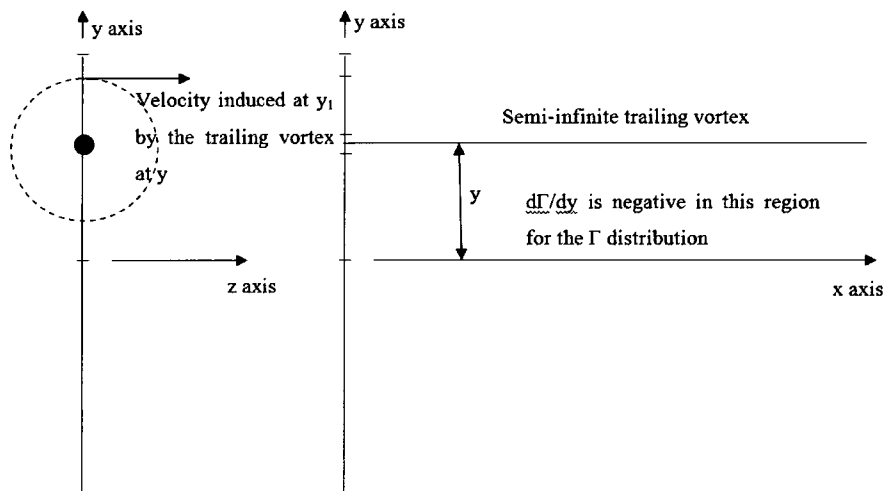 y axis
y axis
Velocity induced at y₁
by the trailing vortex
at y
Semi-infinite trailing vortex
y
dΓ/dy is negative in this region
for the Γ distribution
z axis
x axis